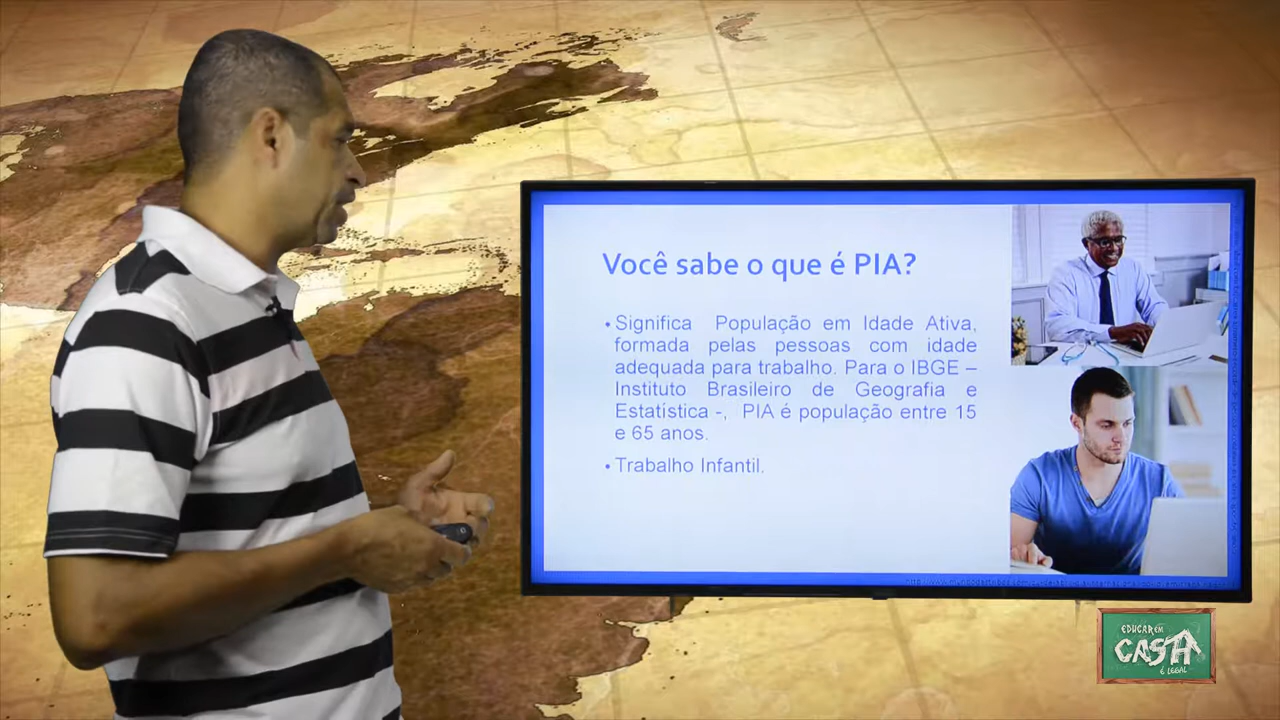 Você sabe o que é PIA?
• Significa População em Idade Ativa,
formada pelas pessoas com idade
adequada para trabalho. Para o IBGE –
Instituto Brasileiro de Geografia e
Estatística -, PIA é população entre 15
e 65 anos.
• Trabalho Infantil.
EDUCAR EM
CASA
É LEGAL